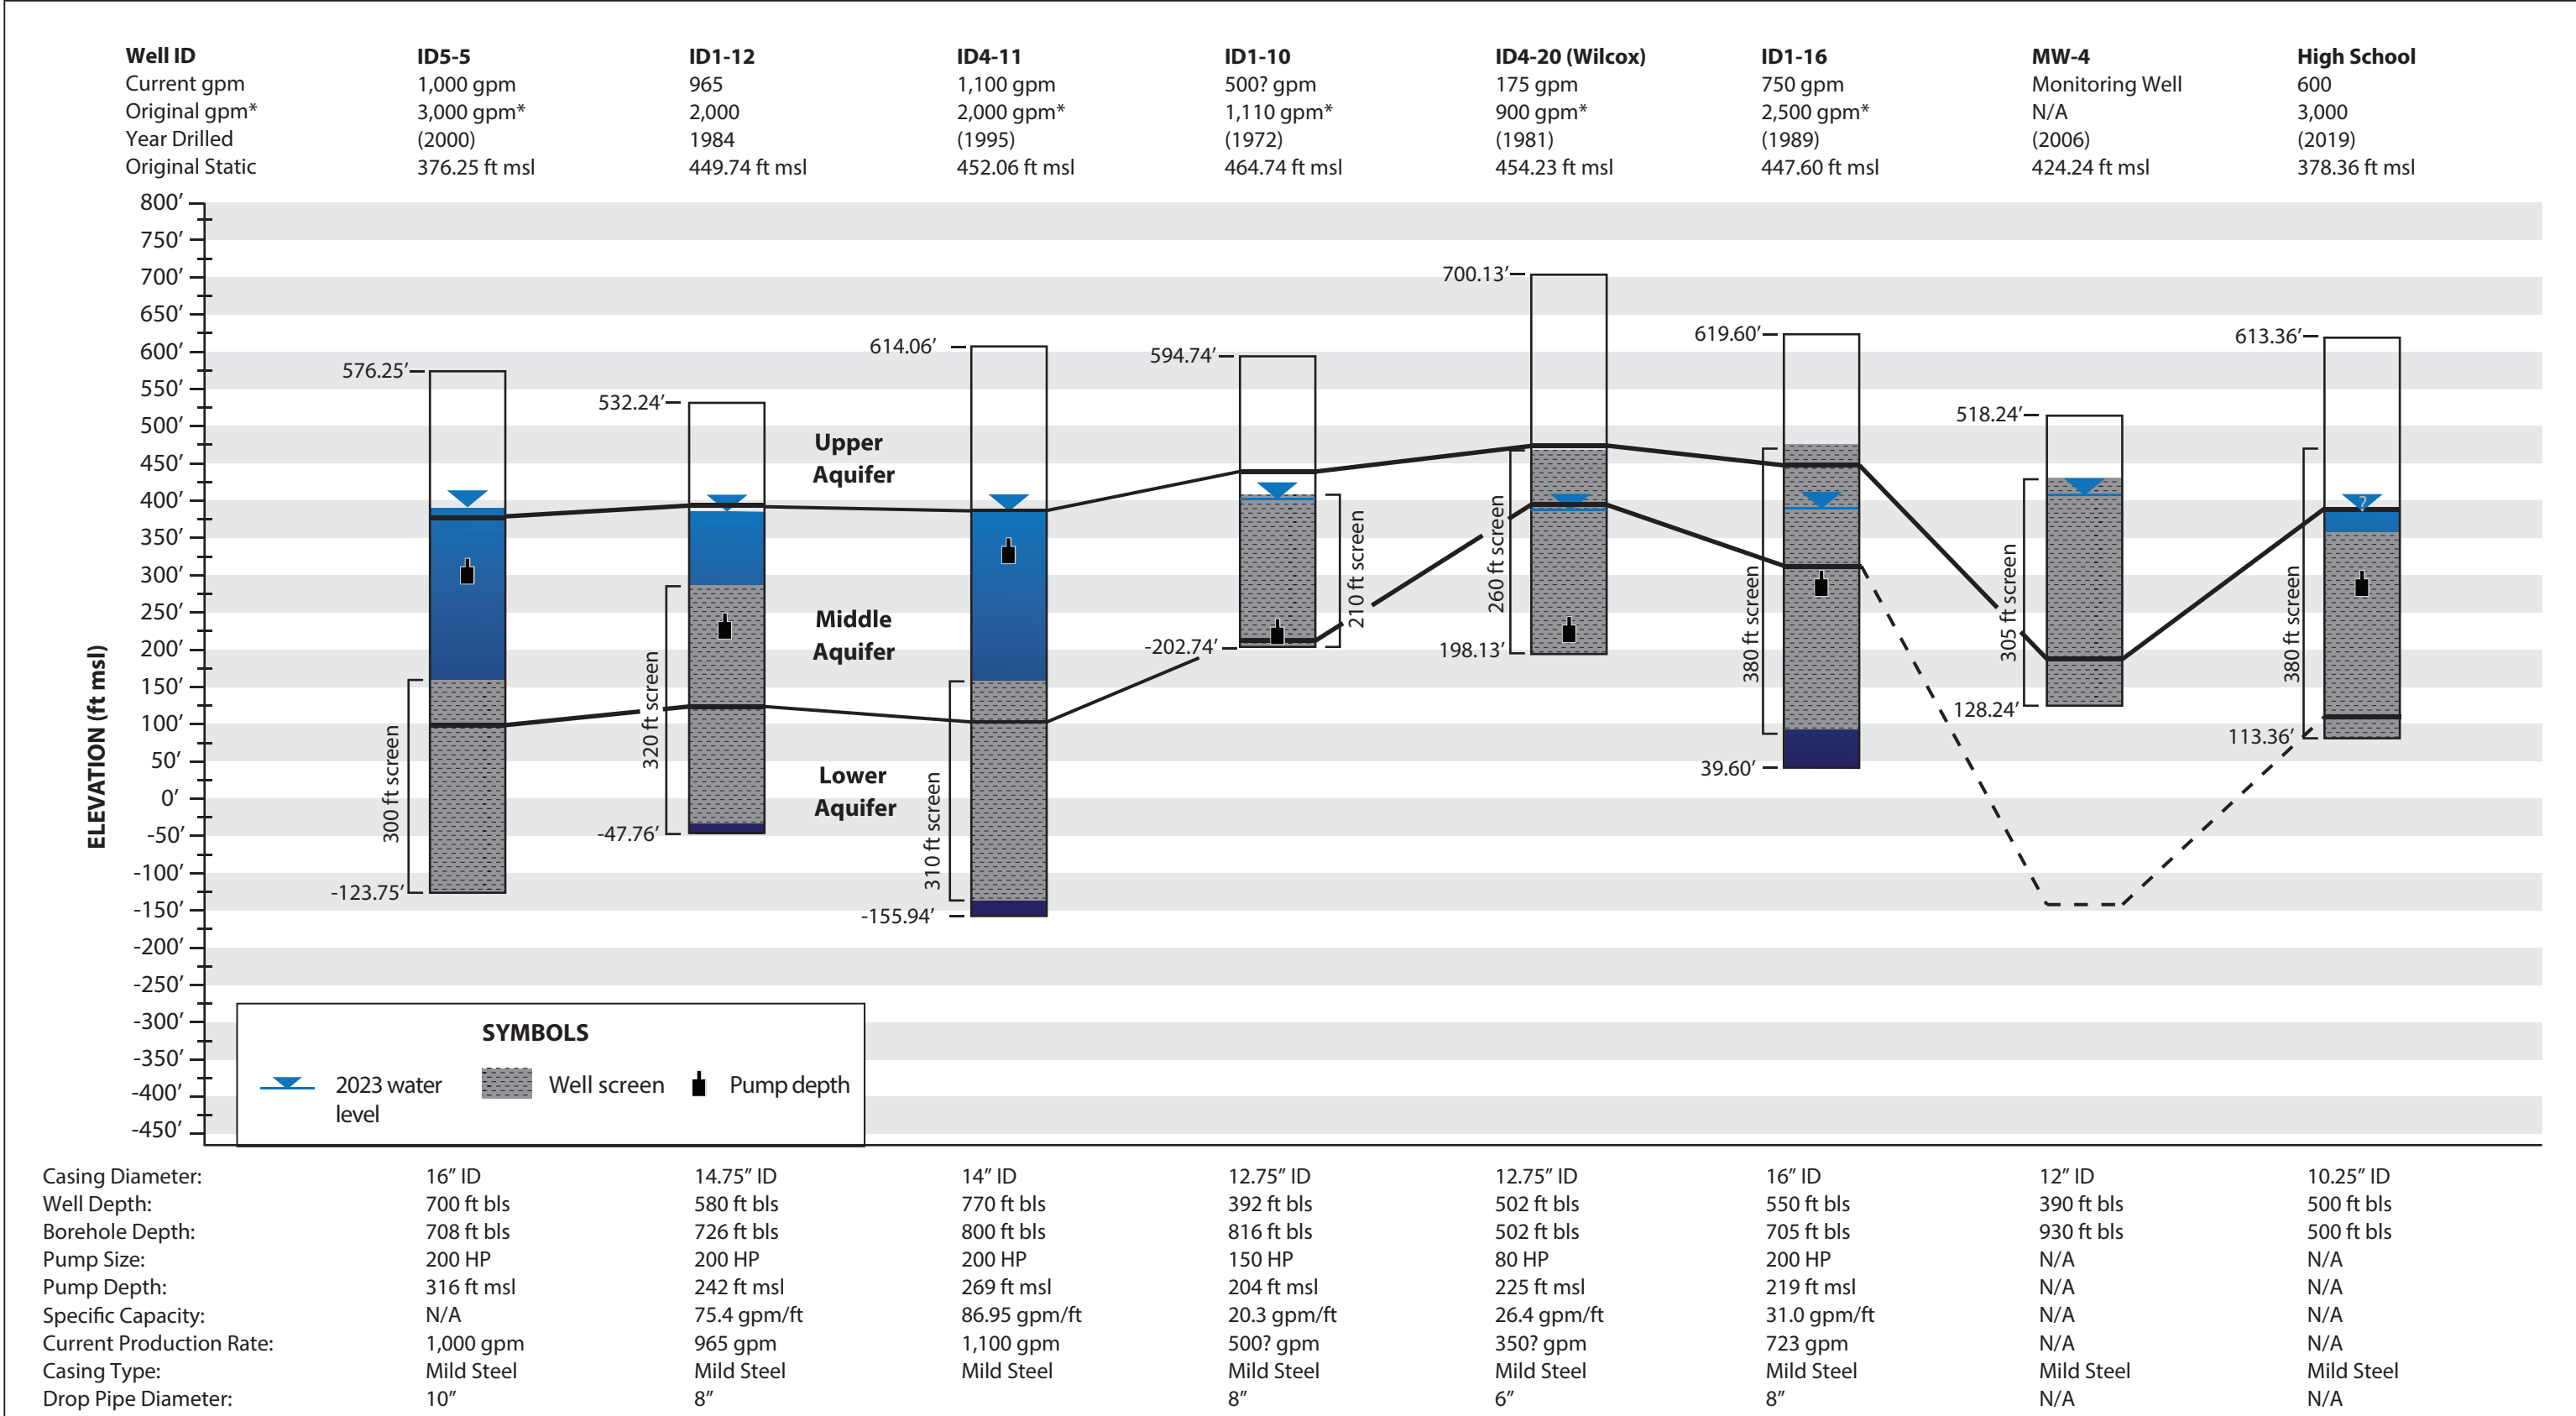 Well ID ID5-5 ID1-12 ID4-11 ID1-10 ID4-20 (Wilcox) ID1-16 MW-4 High School
Current gpm 1,000 gpm 965 1,100 gpm 500? gpm 175 gpm 750 gpm Monitoring Well 600
Original gpm* 3,000 gpm* 2,000 2,000 gpm* 1,110 gpm* 900 gpm* 2,500 gpm* N/A 3,000
Year Drilled (2000) 1984 (1995) (1972) (1981) (1989) (2006) (2019)
Original Static 376.25 ft msl 449.74 ft msl 452.06 ft msl 464.74 ft msl 454.23 ft msl 447.60 ft msl 424.24 ft msl 378.36 ft msl
ELEVATION (ft msl)
800’
750’
700’
650’
600’
550’
500’
450’
400’
350’
300’
250’
200’
150’
100’
50’
0’
-50’
-100’
-150’
-200’
-250’
-300’
-350’
-400’
-450’
576.25’
300 ft screen
-123.75’
532.24’
320 ft screen
-47.76’
Upper
Aquifer
Middle
Aquifer
Lower
Aquifer
614.06’
310 ft screen
-155.94’
594.74’
210 ft screen
-202.74’
700.13’
260 ft screen
198.13’
619.60’
380 ft screen
39.60’
518.24’
305 ft screen
128.24’
613.36’
?
380 ft screen
113.36’
SYMBOLS
2023 water
level
Well screen
Pump depth
Casing Diameter: 16” ID 14.75” ID 14” ID 12.75” ID 12.75” ID 16” ID 12” ID 10.25” ID
Well Depth: 700 ft bls 580 ft bls 770 ft bls 392 ft bls 502 ft bls 550 ft bls 390 ft bls 500 ft bls
Borehole Depth: 708 ft bls 726 ft bls 800 ft bls 816 ft bls 502 ft bls 705 ft bls 930 ft bls 500 ft bls
Pump Size: 200 HP 200 HP 200 HP 150 HP 80 HP 200 HP N/A N/A
Pump Depth: 316 ft msl 242 ft msl 269 ft msl 204 ft msl 225 ft msl 219 ft msl N/A N/A
Specific Capacity: N/A 75.4 gpm/ft 86.95 gpm/ft 20.3 gpm/ft 26.4 gpm/ft 31.0 gpm/ft N/A N/A
Current Production Rate: 1,000 gpm 965 gpm 1,100 gpm 500? gpm 350? gpm 723 gpm N/A N/A
Casing Type: Mild Steel Mild Steel Mild Steel Mild Steel Mild Steel Mild Steel Mild Steel Mild Steel
Drop Pipe Diameter: 10” 8” 8” 6” 8” N/A N/A